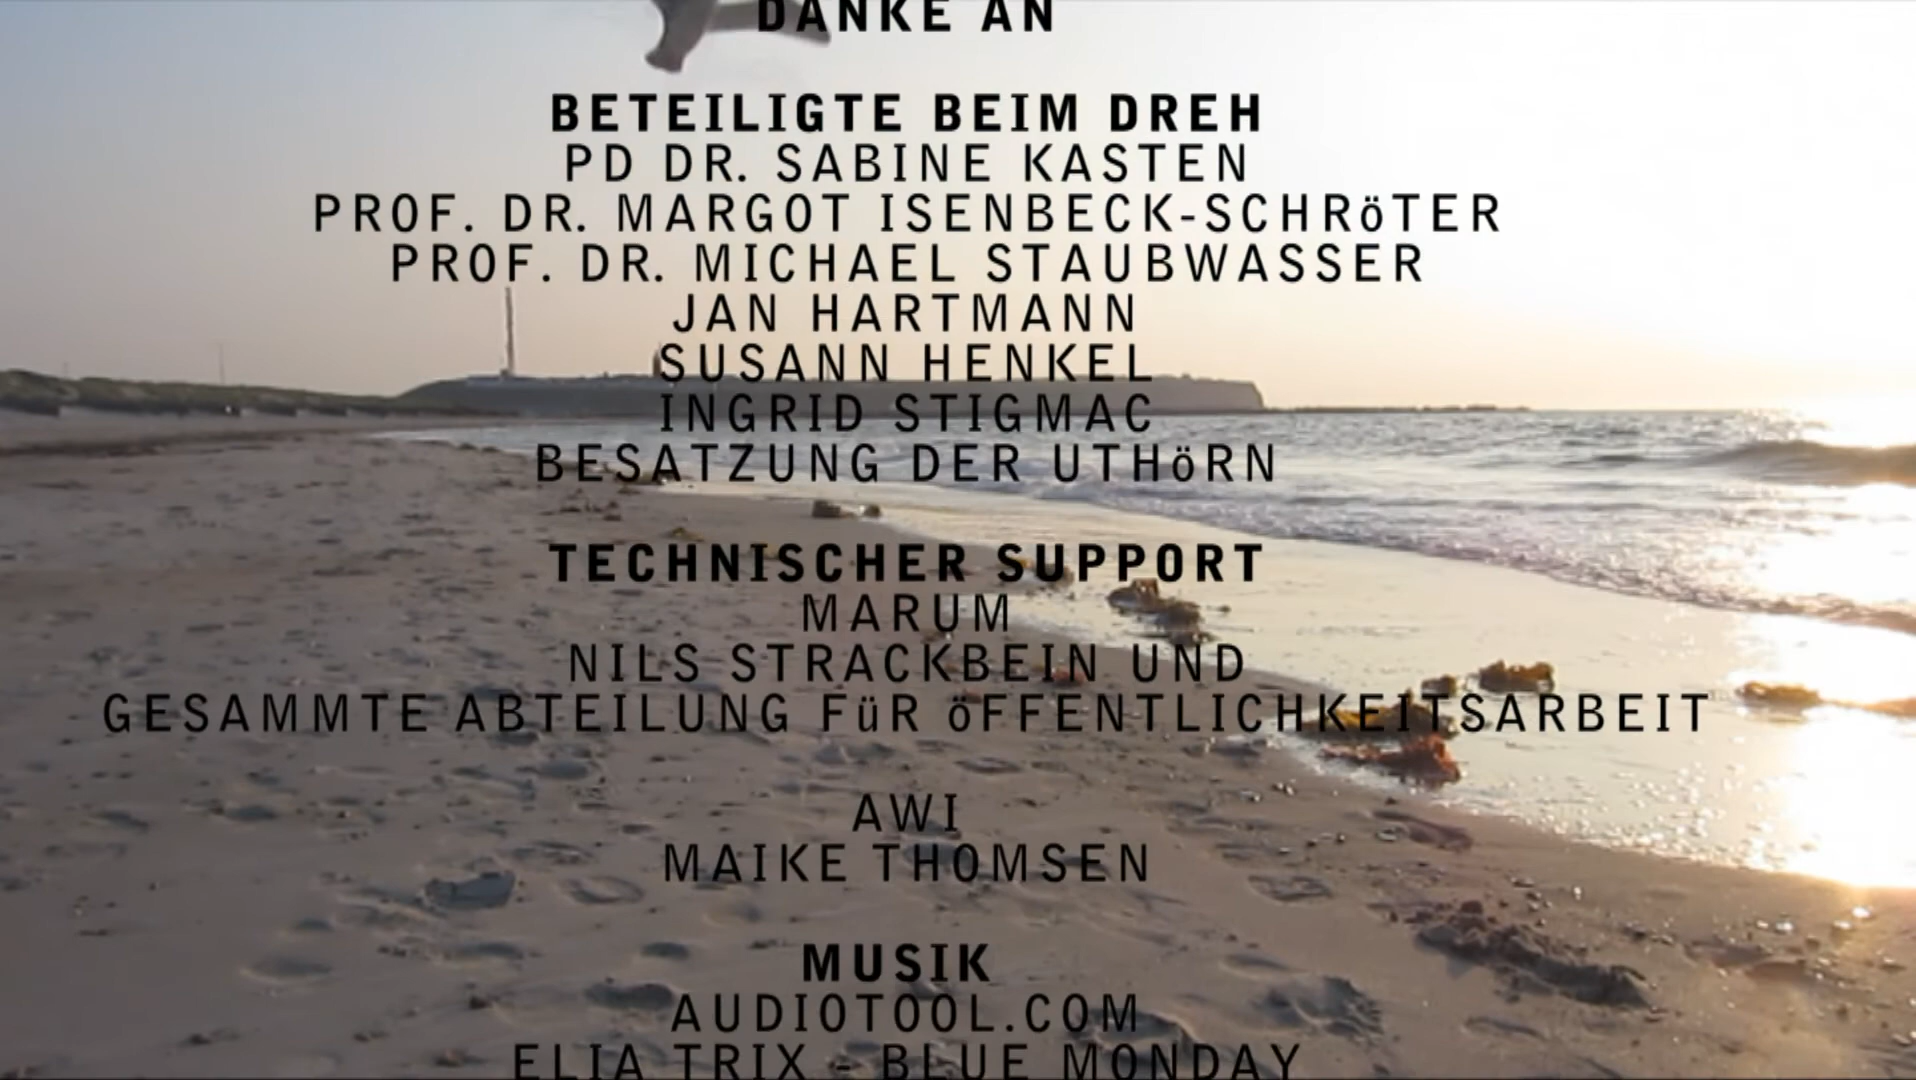 DANKE AN
BETEILIGTE BEIM DREH
PD DR. SABINE KASTEN
PROF. DR. MARGOT ISENBECK-SCHRöTER
PROF. DR. MICHAEL STAUBWASSER
JAN HARTMANN
SUSANN HENKEL
INGRID STIGMAC
BESATZUNG DER UTHöRN
TECHNISCHER SUPPORT
MARUM
NILS STRACKBEIN UND
GESAMMTE ABTEILUNG FüR öFFENTLICHKEITSARBEIT
AWI
MAIKE THOMSEN
MUSIK
AUDIOTOOL.COM
ELIA TRIX - BLUE MONDAY